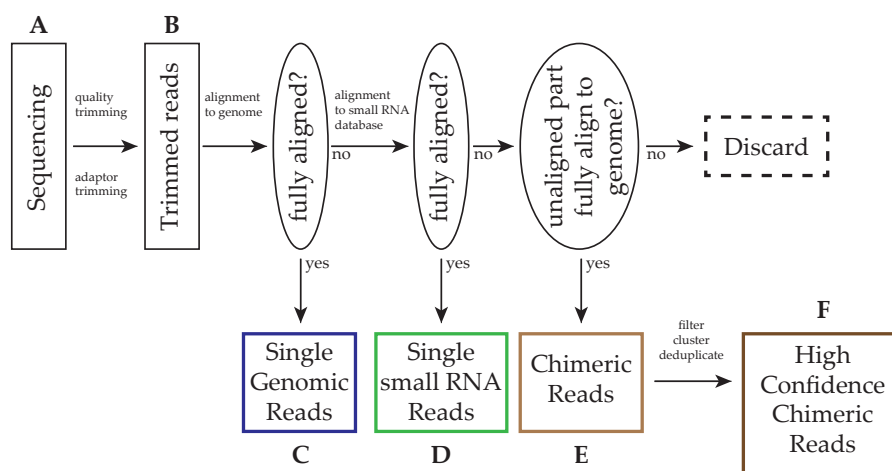 A
Sequencing
quality
trimming
adaptor
trimming
B
Trimmed reads
alignment
to genome
fully aligned?
no
yes
alignment
to small RNA
database
fully aligned?
no
yes
unaligned part
fully align to
genome?
no
yes
Discard
Single
Genomic
Reads
C
Single
small RNA
Reads
D
Chimeric
Reads
E
filter
cluster
deduplicate
F
High
Confidence
Chimeric
Reads